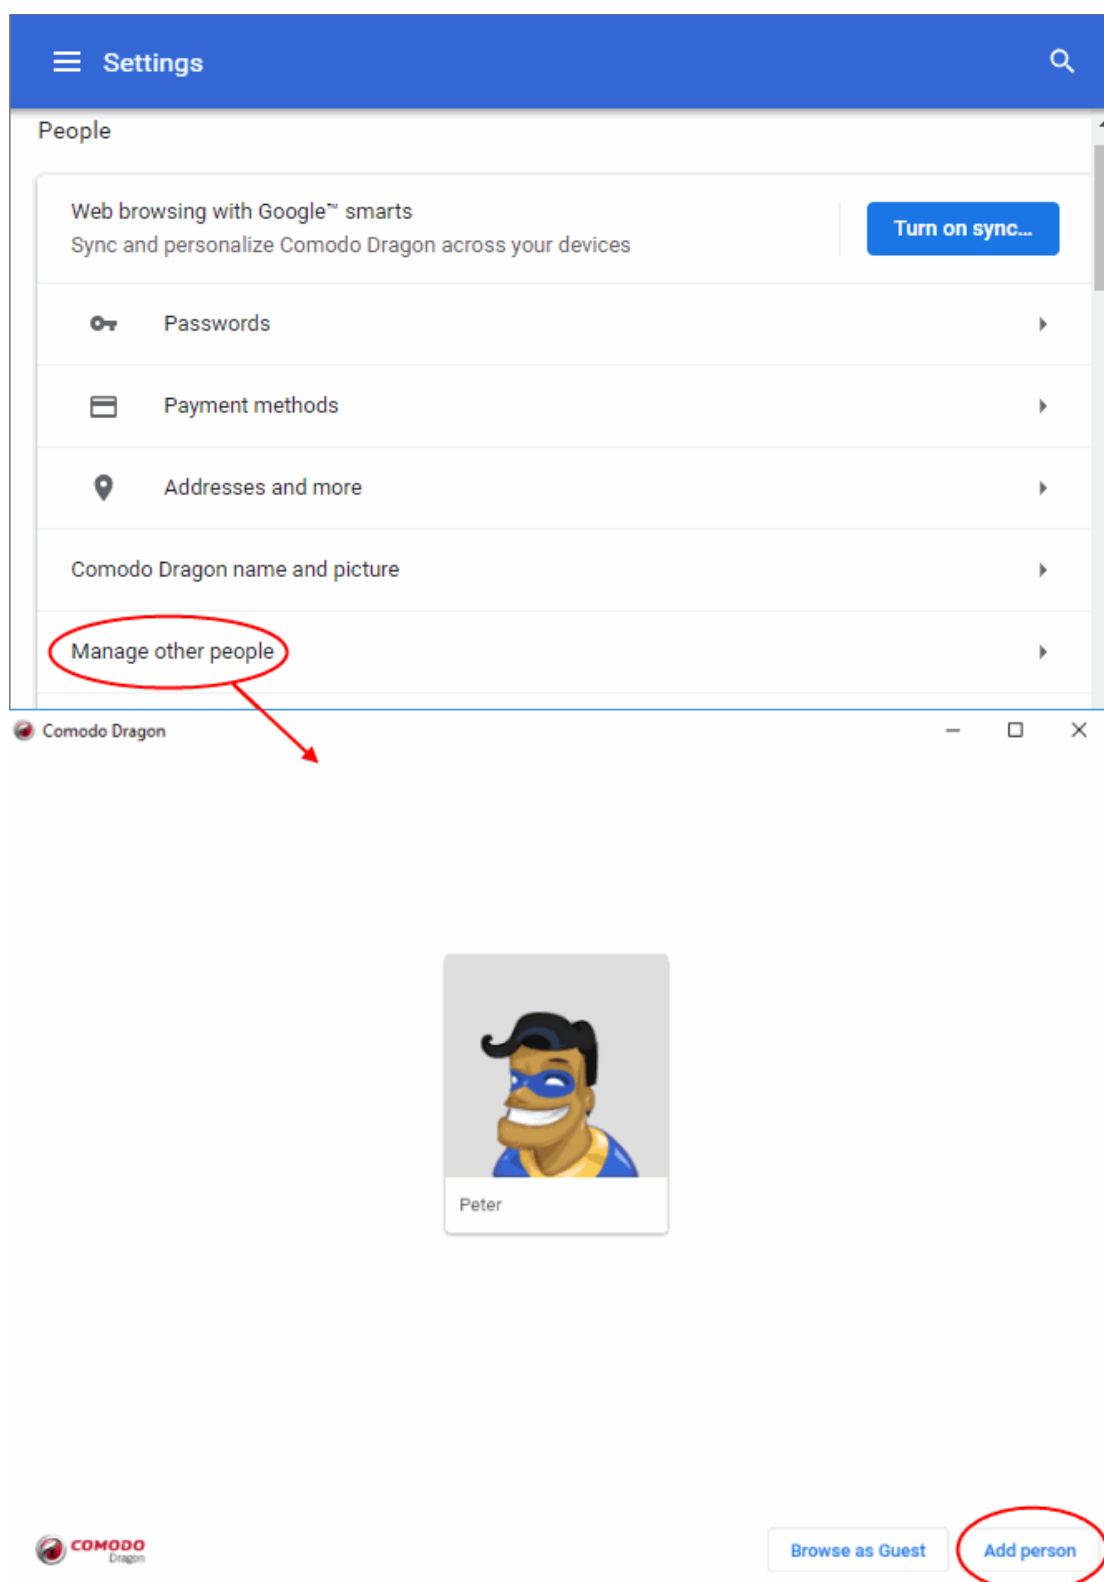 Settings
People
Web browsing with Google™ smarts
Sync and personalize Comodo Dragon across your devices
Turn on sync...
Passwords
Payment methods
Addresses and more
Comodo Dragon name and picture
Manage other people
Comodo Dragon
Peter
COMODO
Dragon
Browse as Guest
Add person